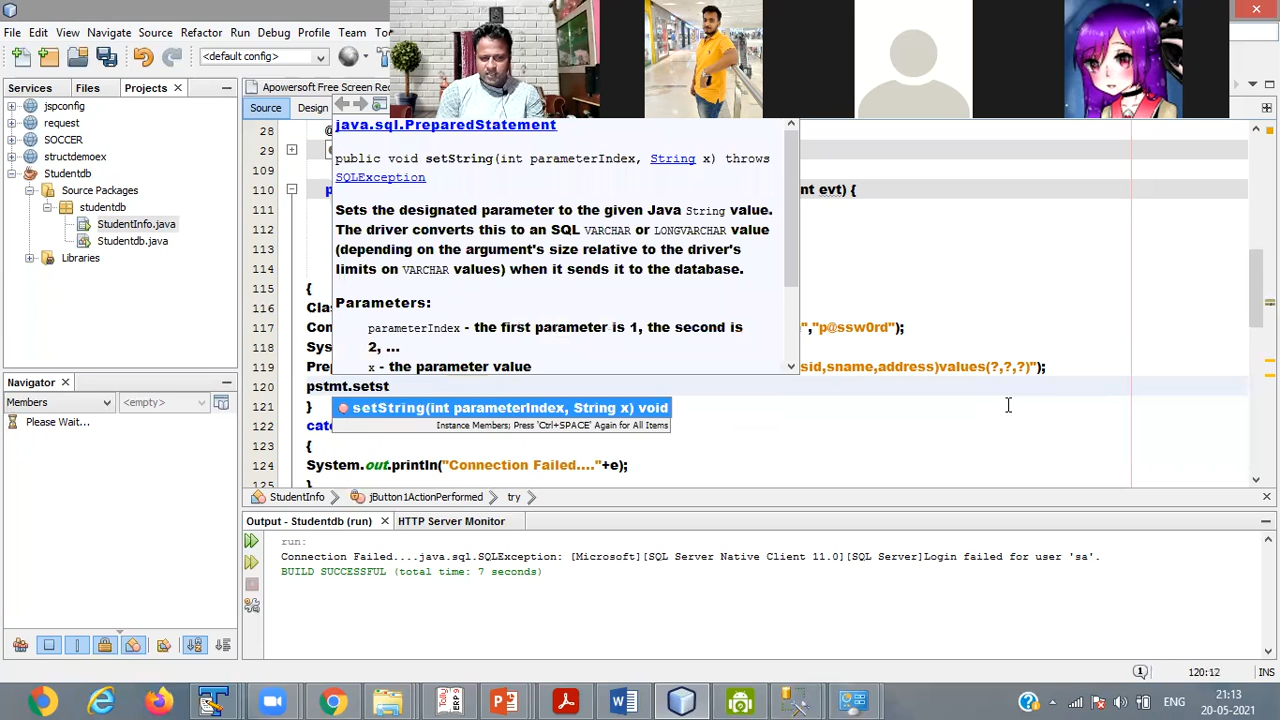 File Edit View Navigate Source Refactor Run Debug Profile Team
<default config>
Services Files Projects
Apowersoft Free Screen Rec
jspconfig
request
SOCCER
structdemoex
Studentdb
Source Packages
studentdb
StudentInfo.java
Studentdb.java
Libraries
Source Design
java.sql.PreparedStatement
public void setString(int parameterIndex, String x) throws
SQLException
Sets the designated parameter to the given Java String value.
The driver converts this to an SQL VARCHAR or LONGVARCHAR value
(depending on the argument's size relative to the driver's
limits on VARCHAR values) when it sends it to the database.
Parameters:
parameterIndex - the first parameter is 1, the second is
2, ...
x - the parameter value
28
29
109
110 nt evt) {
111
112
113
114
115 {
116 Clas
117 Con ","p@ssw0rd");
118 Sys
119 Pre sid,sname,address)values(?,?,?)");
120 pstmt.setst
121 }
setString(int parameterIndex, String x) void
Instance Members; Press 'Ctrl+SPACE' Again for All Items
122 catc
123 {
124 System.out.println("Connection Failed...."+e);
125 }
StudentInfo jButton1ActionPerformed try
Navigator
Members <empty>
Please Wait...
Output - Studentdb (run) HTTP Server Monitor
run:
Connection Failed....java.sql.SQLException: [Microsoft][SQL Server Native Client 11.0][SQL Server]Login failed for user 'sa'.
BUILD SUCCESSFUL (total time: 7 seconds)
1 120:12 INS
ENG 21:13
20-05-2021